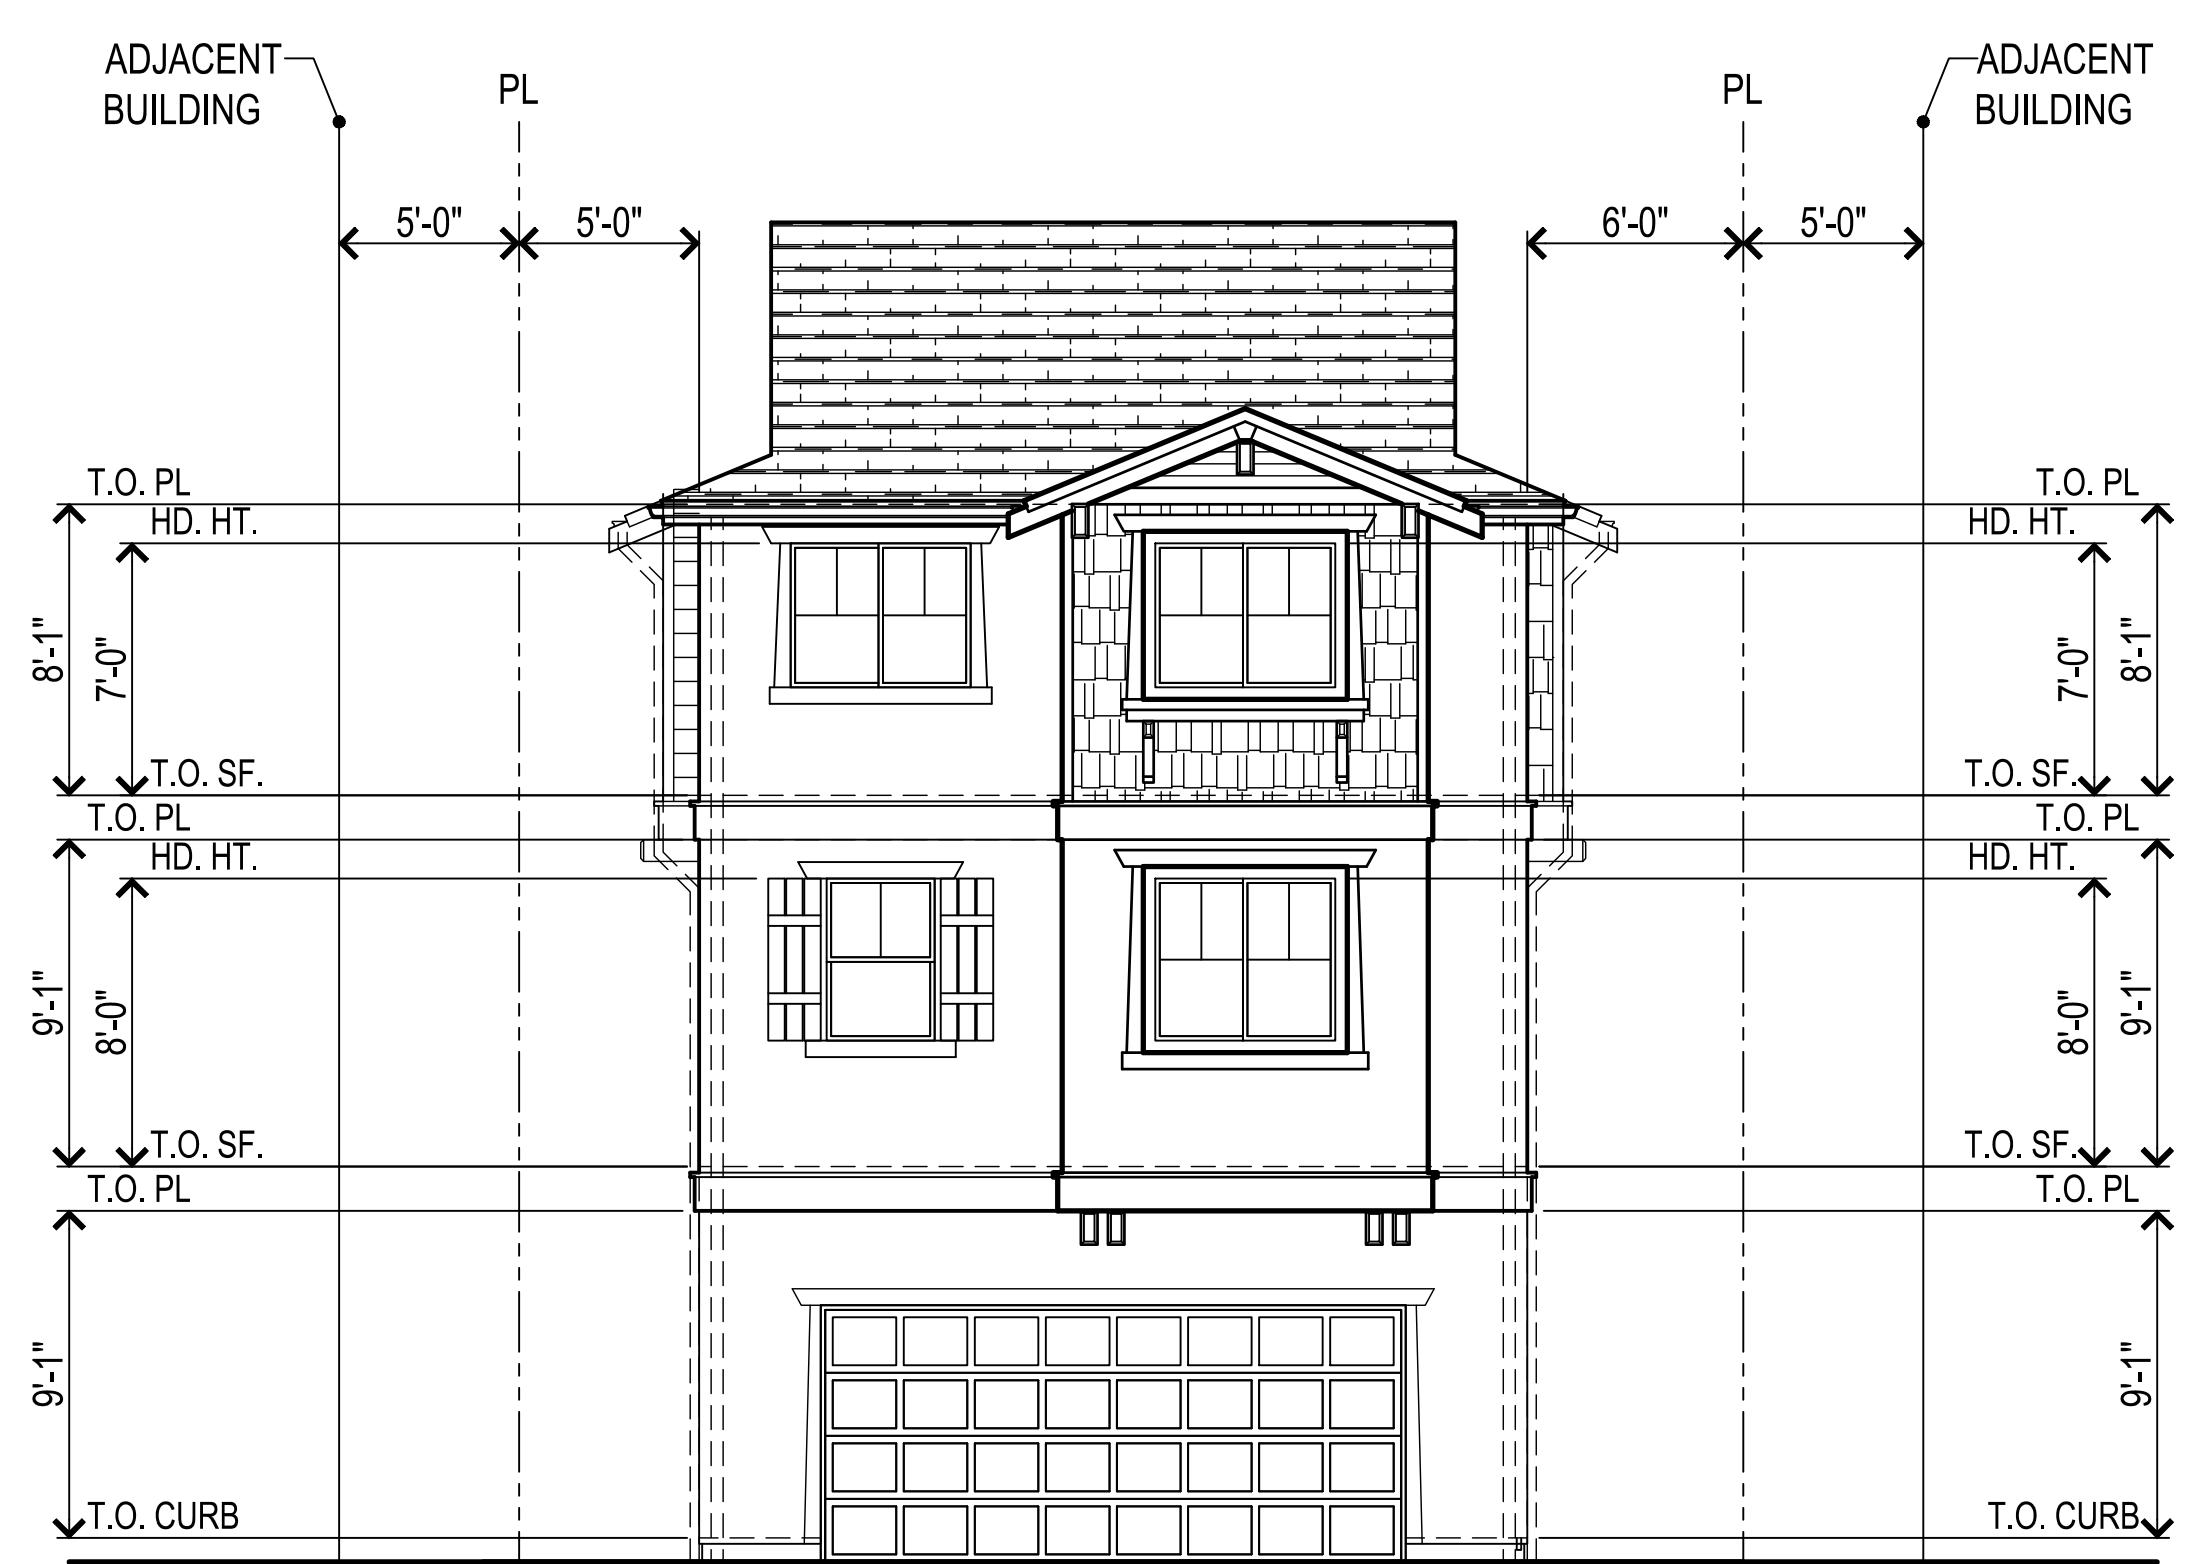 ADJACENT
BUILDING
PL
PL
ADJACENT
BUILDING
5'-0"
5'-0"
6'-0"
5'-0"
T.O. PL
HD. HT.
T.O. PL
HD. HT.
8'-1"
7'-0"
7'-0"
8'-1"
T.O. SF.
T.O. PL
HD. HT.
T.O. SF.
T.O. PL
HD. HT.
9'-1"
8'-0"
8'-0"
9'-1"
T.O. SF.
T.O. PL
T.O. SF.
T.O. PL
9'-1"
9'-1"
T.O. CURB
T.O. CURB